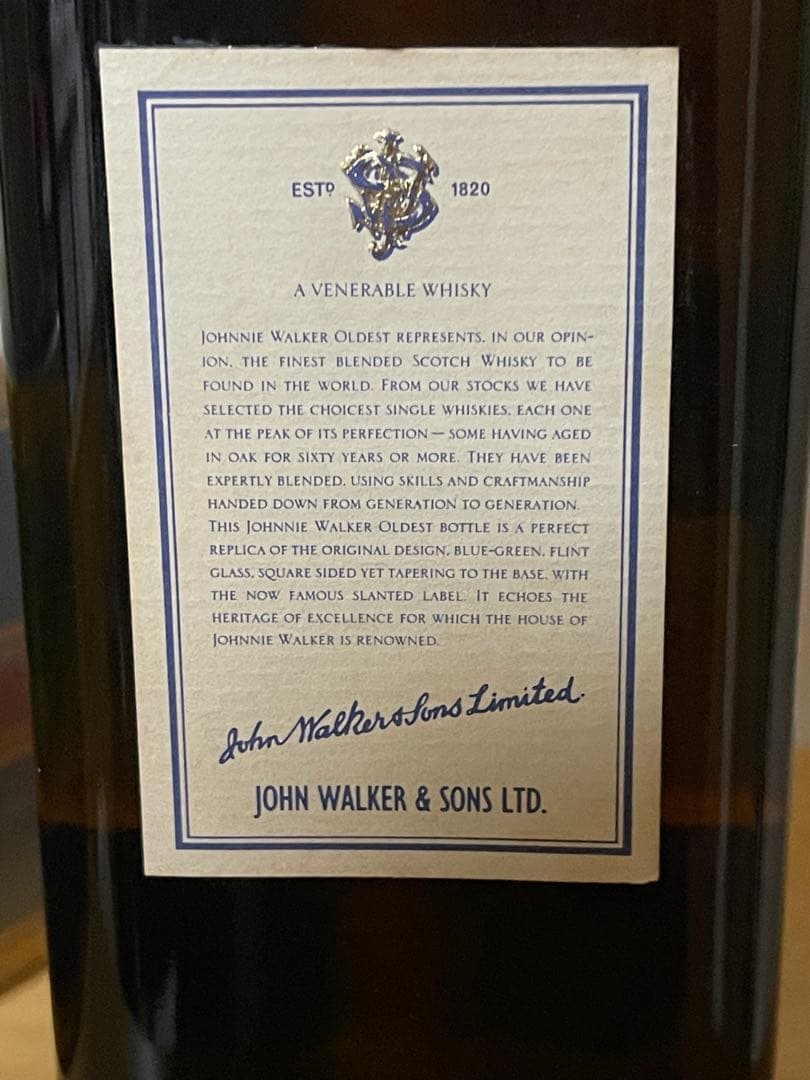 ESTD 1820
A VENERABLE WHISKY
JOHNNIE WALKER OLDEST REPRESENTS, IN OUR OPIN-
ION, THE FINEST BLENDED SCOTCH WHISKY TO BE
FOUND IN THE WORLD. FROM OUR STOCKS WE HAVE
SELECTED THE CHOICEST SINGLE WHISKIES, EACH ONE
AT THE PEAK OF ITS PERFECTION — SOME HAVING AGED
IN OAK FOR SIXTY YEARS OR MORE. THEY HAVE BEEN
EXPERTLY BLENDED, USING SKILLS AND CRAFTMANSHIP
HANDED DOWN FROM GENERATION TO GENERATION.
THIS JOHNNIE WALKER OLDEST BOTTLE IS A PERFECT
REPLICA OF THE ORIGINAL DESIGN, BLUE-GREEN, FLINT
GLASS, SQUARE SIDED YET TAPERING TO THE BASE, WITH
THE NOW FAMOUS SLANTED LABEL. IT ECHOES THE
HERITAGE OF EXCELLENCE FOR WHICH THE HOUSE OF
JOHNNIE WALKER IS RENOWNED.
John Walker & Sons Limited.
JOHN WALKER & SONS LTD.